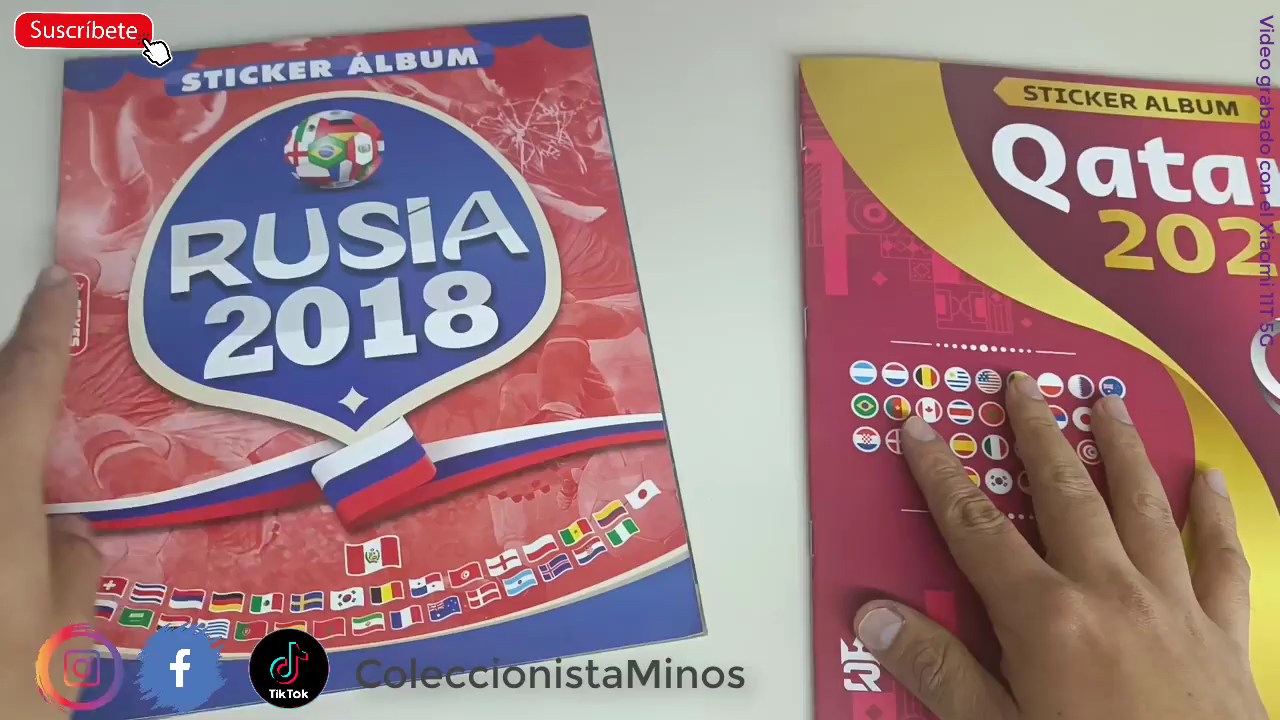 Suscríbete
STICKER ÁLBUM
RUSIA
2018
STICKER ALBUM
Qata
202
Video grabado con el Xiaomi 11T 5G
TikTok
ColeccionistaMinos